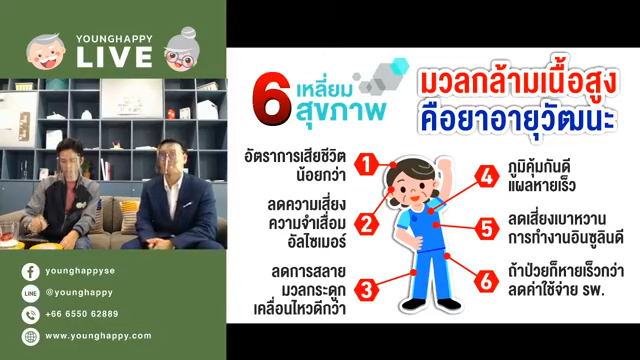 YOUNGHAPPY
LIVE
younghappyse
LINE
@younghappy
+66 6550 62889
www.younghappy.com
6 เหลี่ยม
สุขภาพ
มวลกล้ามเนื้อสูง
คือยาอายุวัฒนะ
อัตราการเสียชีวิต
น้อยกว่า
1
ลดความเสี่ยง
ความจำเสื่อม
อัลไซเมอร์
2
ลดการสลาย
มวลกระดูก
เคลื่อนไหวดีกว่า
3
4
ภูมิคุ้มกันดี
แผลหายเร็ว
5
ลดเสี่ยงเบาหวาน
การทำงานอินซูลินดี
6
ถ้าป่วยก็หายเร็วกว่า
ลดค่าใช้จ่าย รพ.